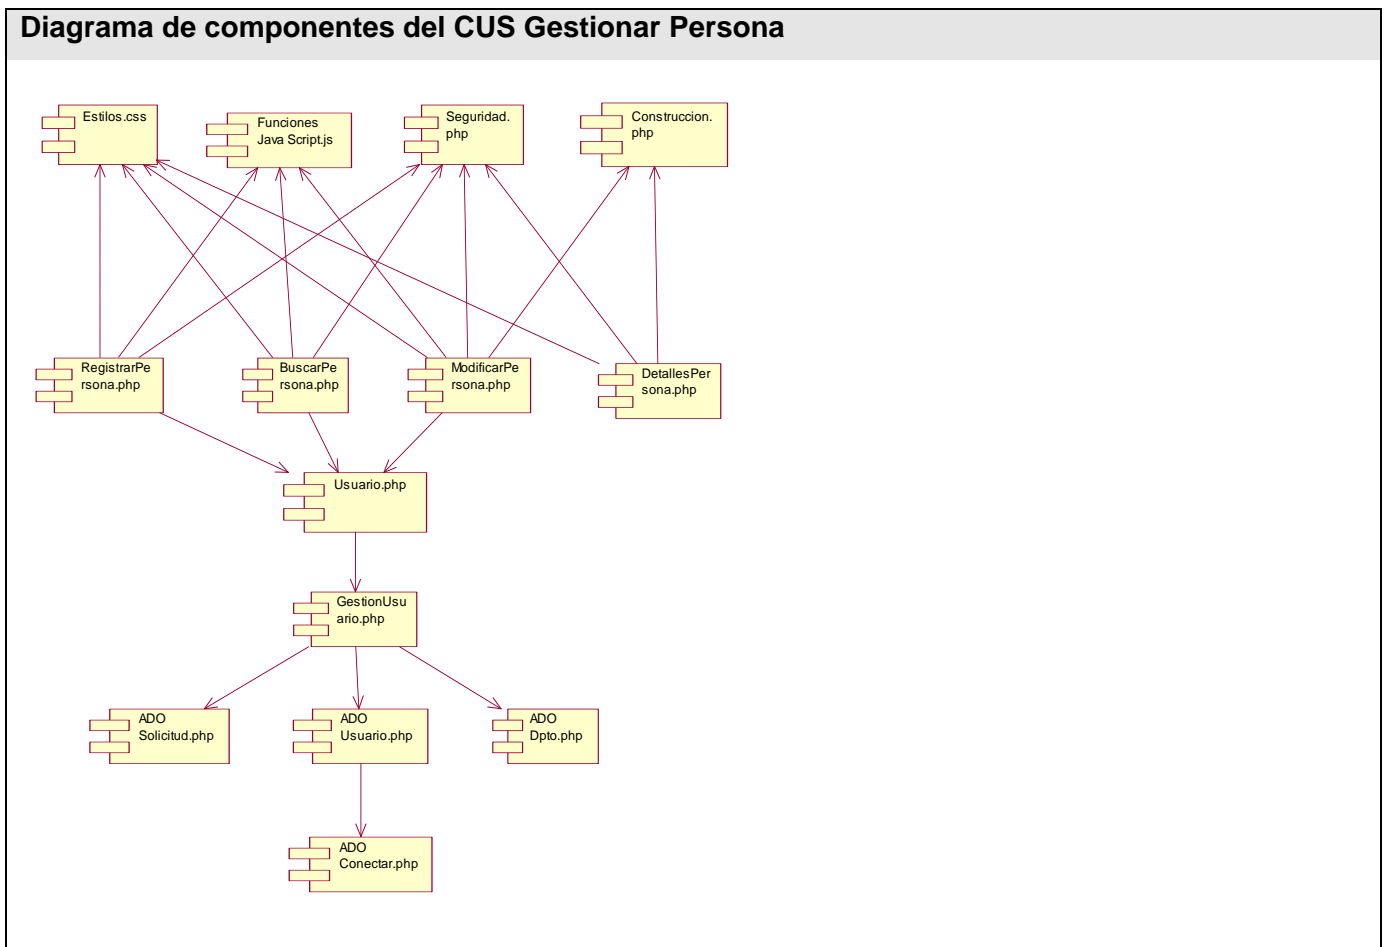 Diagrama de componentes del CUS Gestionar Persona
Estilos.css
Funciones
Java Script.js
Seguridad.
php
Construccion.
php
RegistrarPe
rsona.php
BuscarPe
rsona.php
ModificarPe
rsona.php
DetallesPer
sona.php
Usuario.php
GestionUsu
ario.php
ADO
Solicitud.php
ADO
Usuario.php
ADO
Dpto.php
ADO
Conectar.php